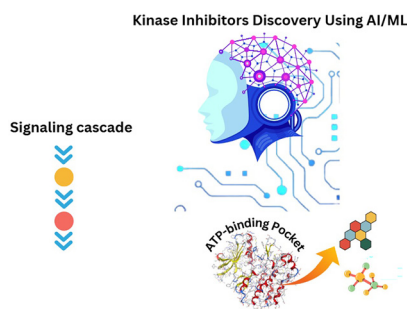 Kinase Inhibitors Discovery Using AI/ML
Signaling cascade
ATP-binding Pocket